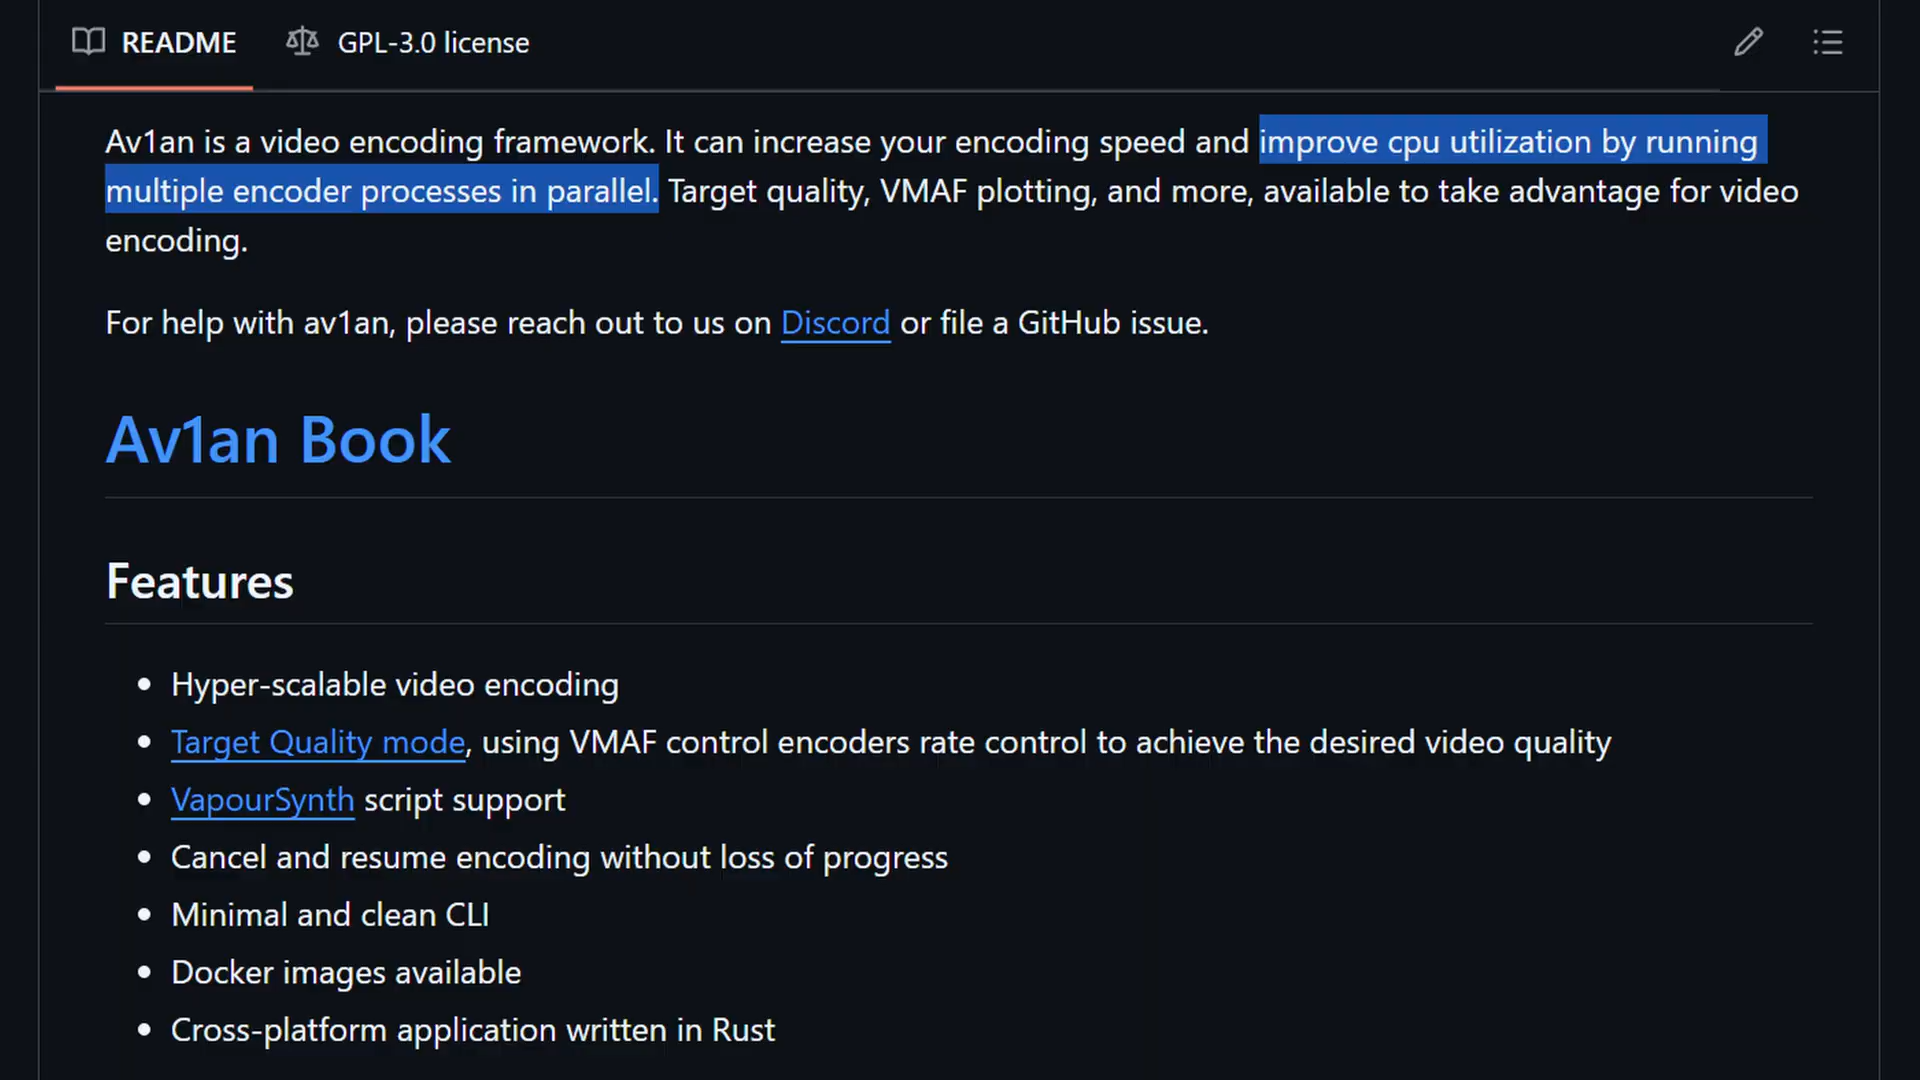 README
GPL-3.0 license
Av1an is a video encoding framework. It can increase your encoding speed and improve cpu utilization by running
multiple encoder processes in parallel. Target quality, VMAF plotting, and more, available to take advantage for video
encoding.
For help with av1an, please reach out to us on Discord or file a GitHub issue.
Av1an Book
Features
Hyper-scalable video encoding
Target Quality mode, using VMAF control encoders rate control to achieve the desired video quality
VapourSynth script support
Cancel and resume encoding without loss of progress
Minimal and clean CLI
Docker images available
Cross-platform application written in Rust